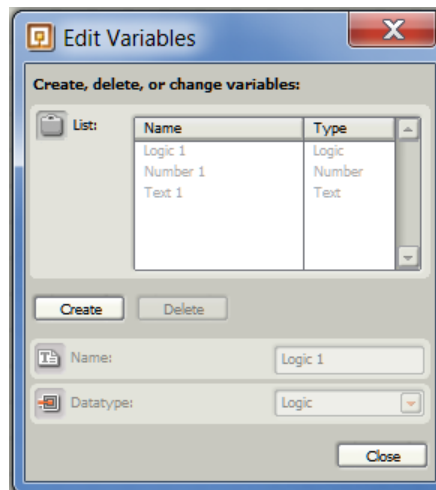 Edit Variables
Create, delete, or change variables:
List:
Name Type
Logic 1 Logic
Number 1 Number
Text 1 Text
Create Delete
Name: Logic 1
Datatype: Logic
Close